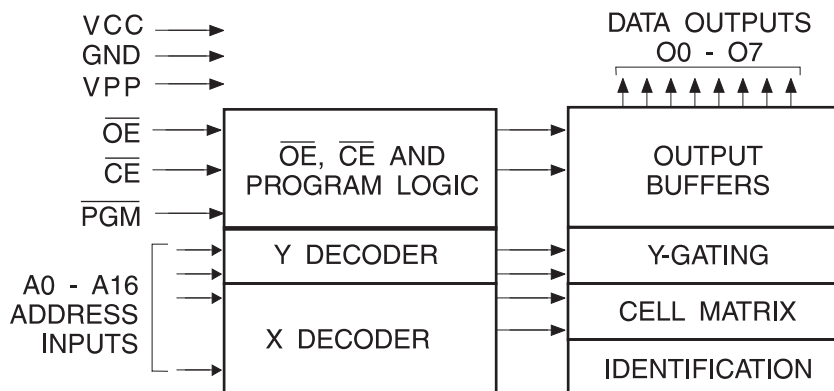 VCC
GND
VPP
OE
CE
PGM
A0 - A16
ADDRESS
INPUTS
OE, CE AND
PROGRAM LOGIC
Y DECODER
X DECODER
DATA OUTPUTS
O0 - O7
OUTPUT
BUFFERS
Y-GATING
CELL MATRIX
IDENTIFICATION